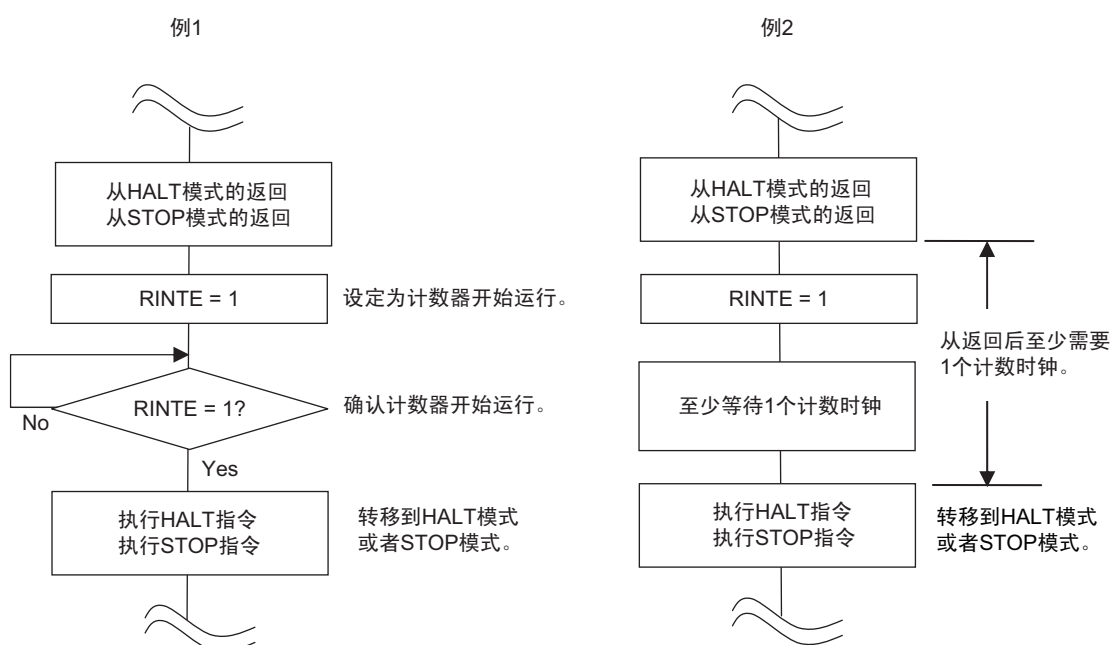 例1
从HALT模式的返回
从STOP模式的返回
RINTE = 1
设定为计数器开始运行。
RINTE = 1?
确认计数器开始运行。
No
Yes
执行HALT指令
执行STOP指令
转移到HALT模式
或者STOP模式。
例2
从HALT模式的返回
从STOP模式的返回
RINTE = 1
从返回后至少需要
1个计数时钟。
至少等待1个计数时钟
执行HALT指令
执行STOP指令
转移到HALT模式
或者STOP模式。